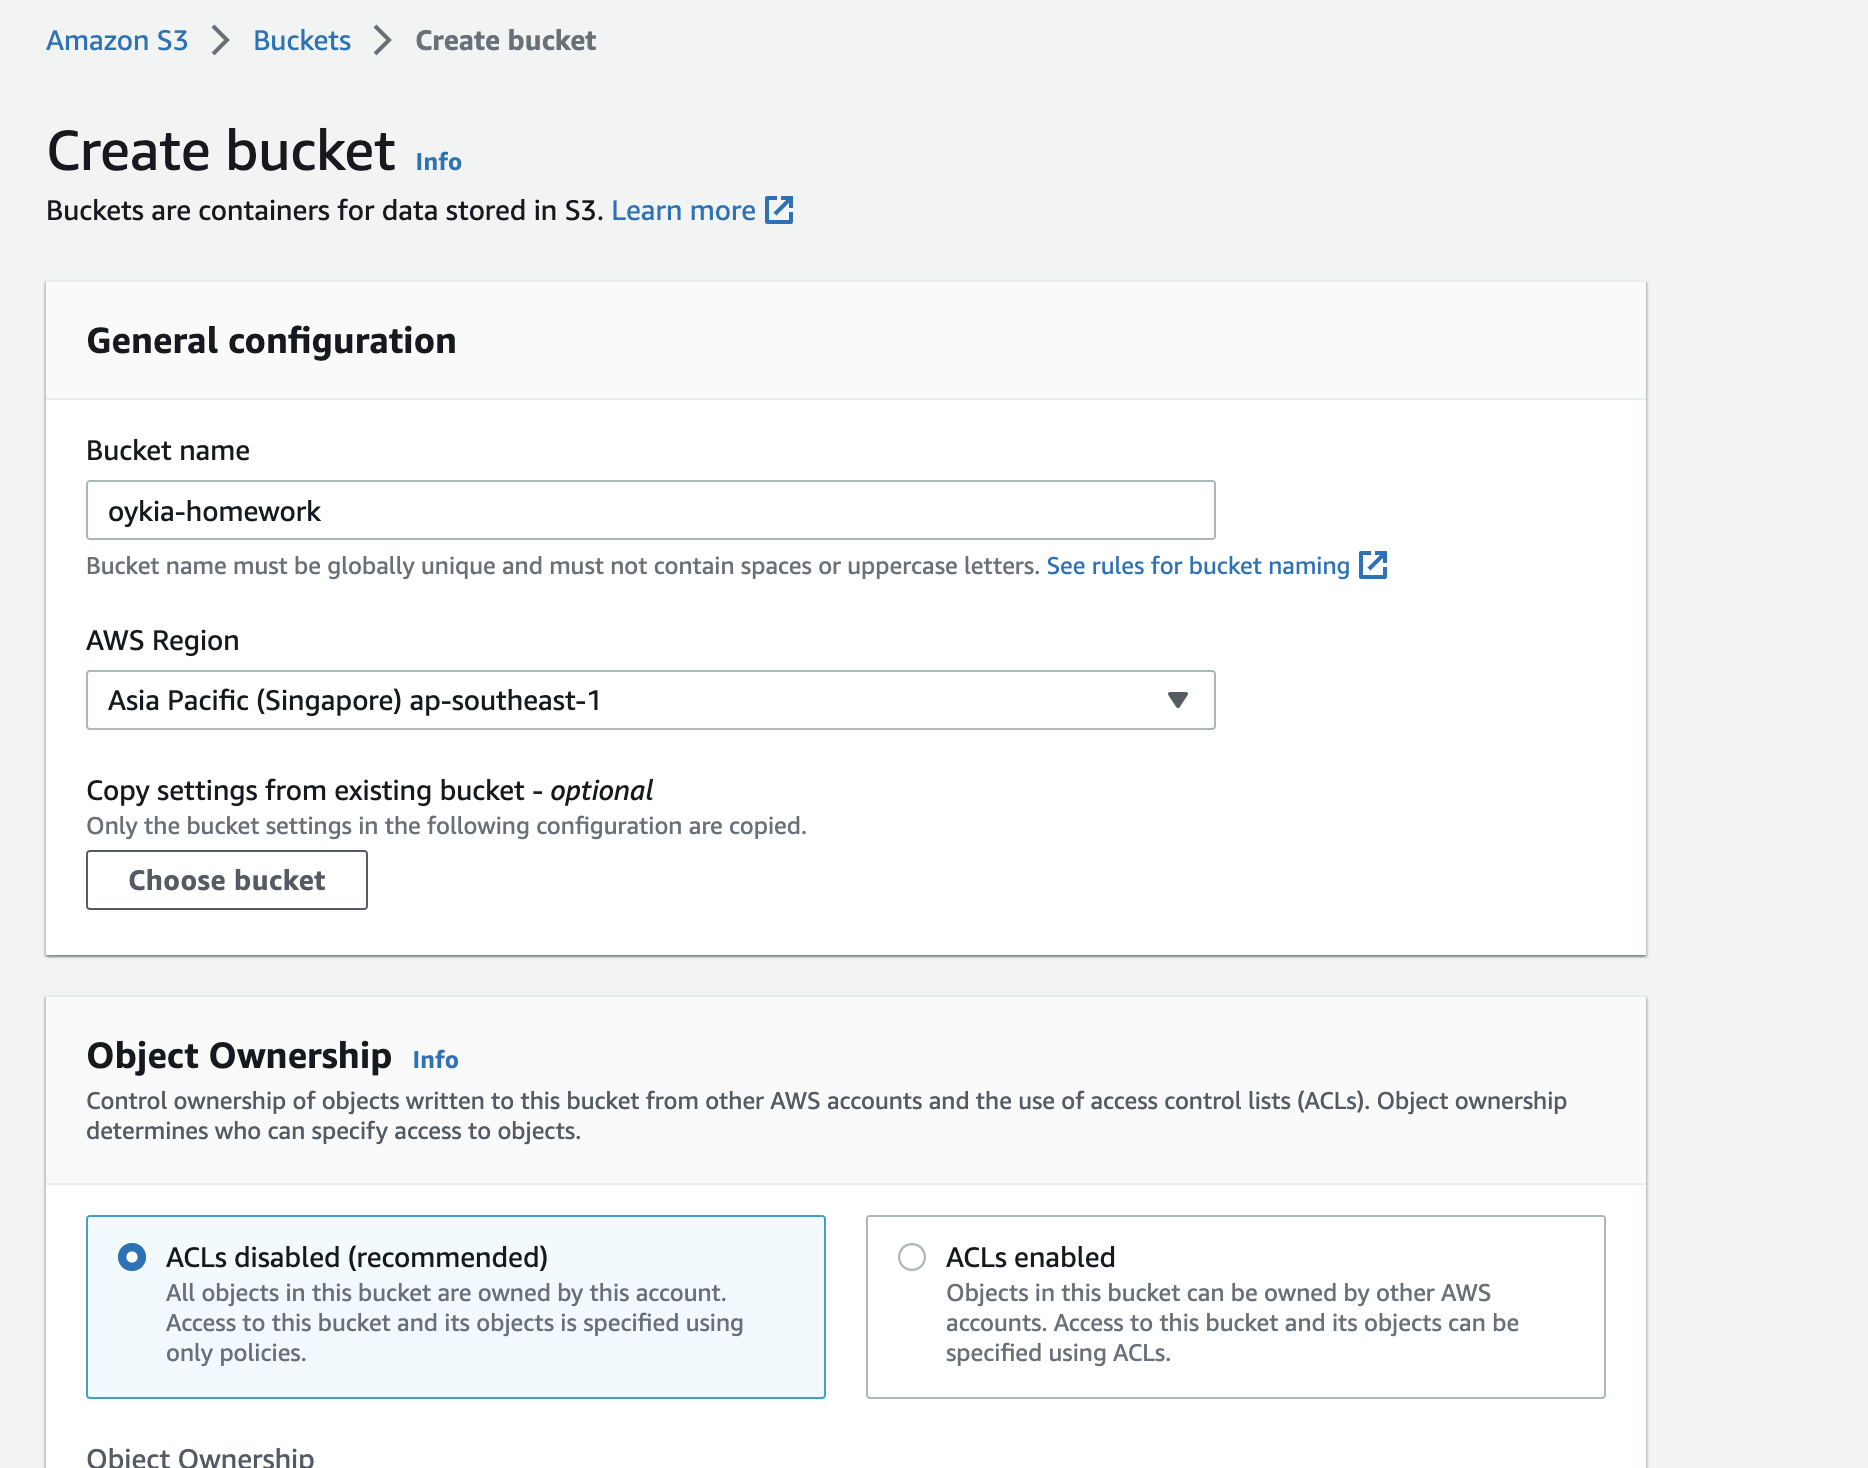 Amazon S3 > Buckets > Create bucket
Create bucket Info
Buckets are containers for data stored in S3. Learn more
General configuration
Bucket name
oykia-homework
Bucket name must be globally unique and must not contain spaces or uppercase letters. See rules for bucket naming
AWS Region
Asia Pacific (Singapore) ap-southeast-1
Copy settings from existing bucket - optional
Only the bucket settings in the following configuration are copied.
Choose bucket
Object Ownership Info
Control ownership of objects written to this bucket from other AWS accounts and the use of access control lists (ACLs). Object ownership
determines who can specify access to objects.
ACLs disabled (recommended)
All objects in this bucket are owned by this account.
Access to this bucket and its objects is specified using
only policies.
ACLs enabled
Objects in this bucket can be owned by other AWS
accounts. Access to this bucket and its objects can be
specified using ACLs.
Object Ownership